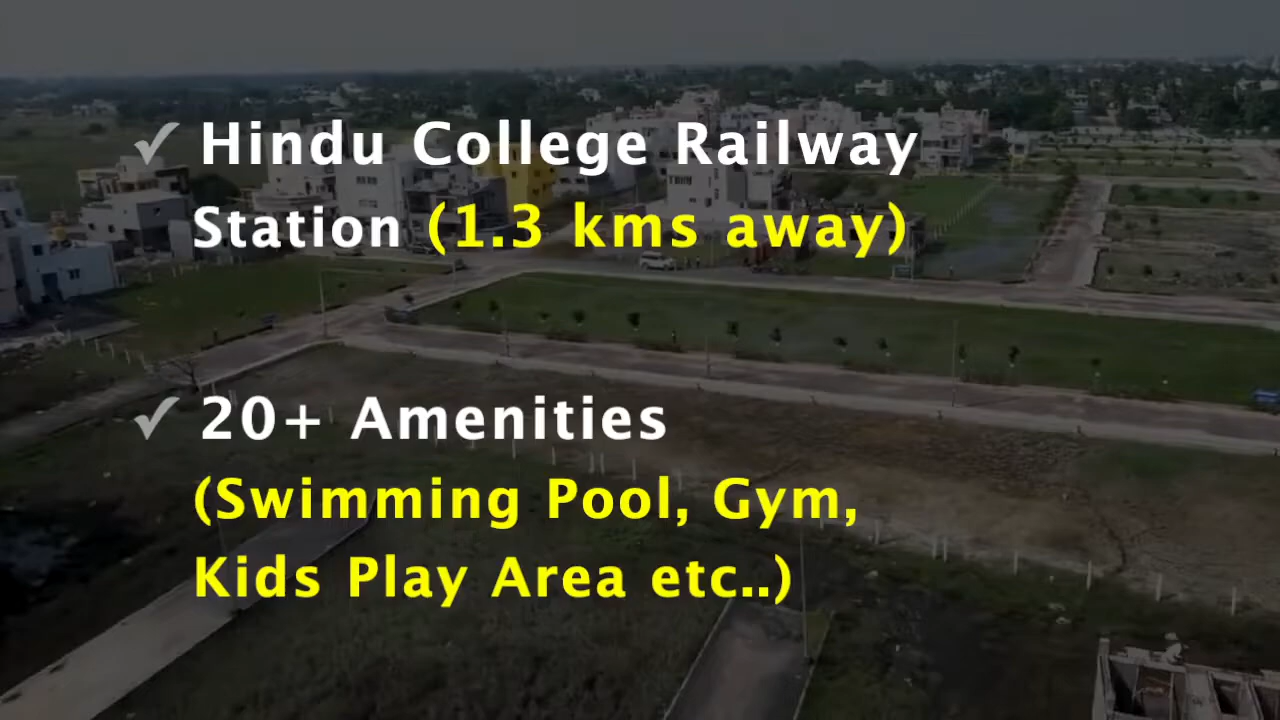 ✓ Hindu College Railway
Station (1.3 kms away)
✓ 20+ Amenities
(Swimming Pool, Gym,
Kids Play Area etc..)